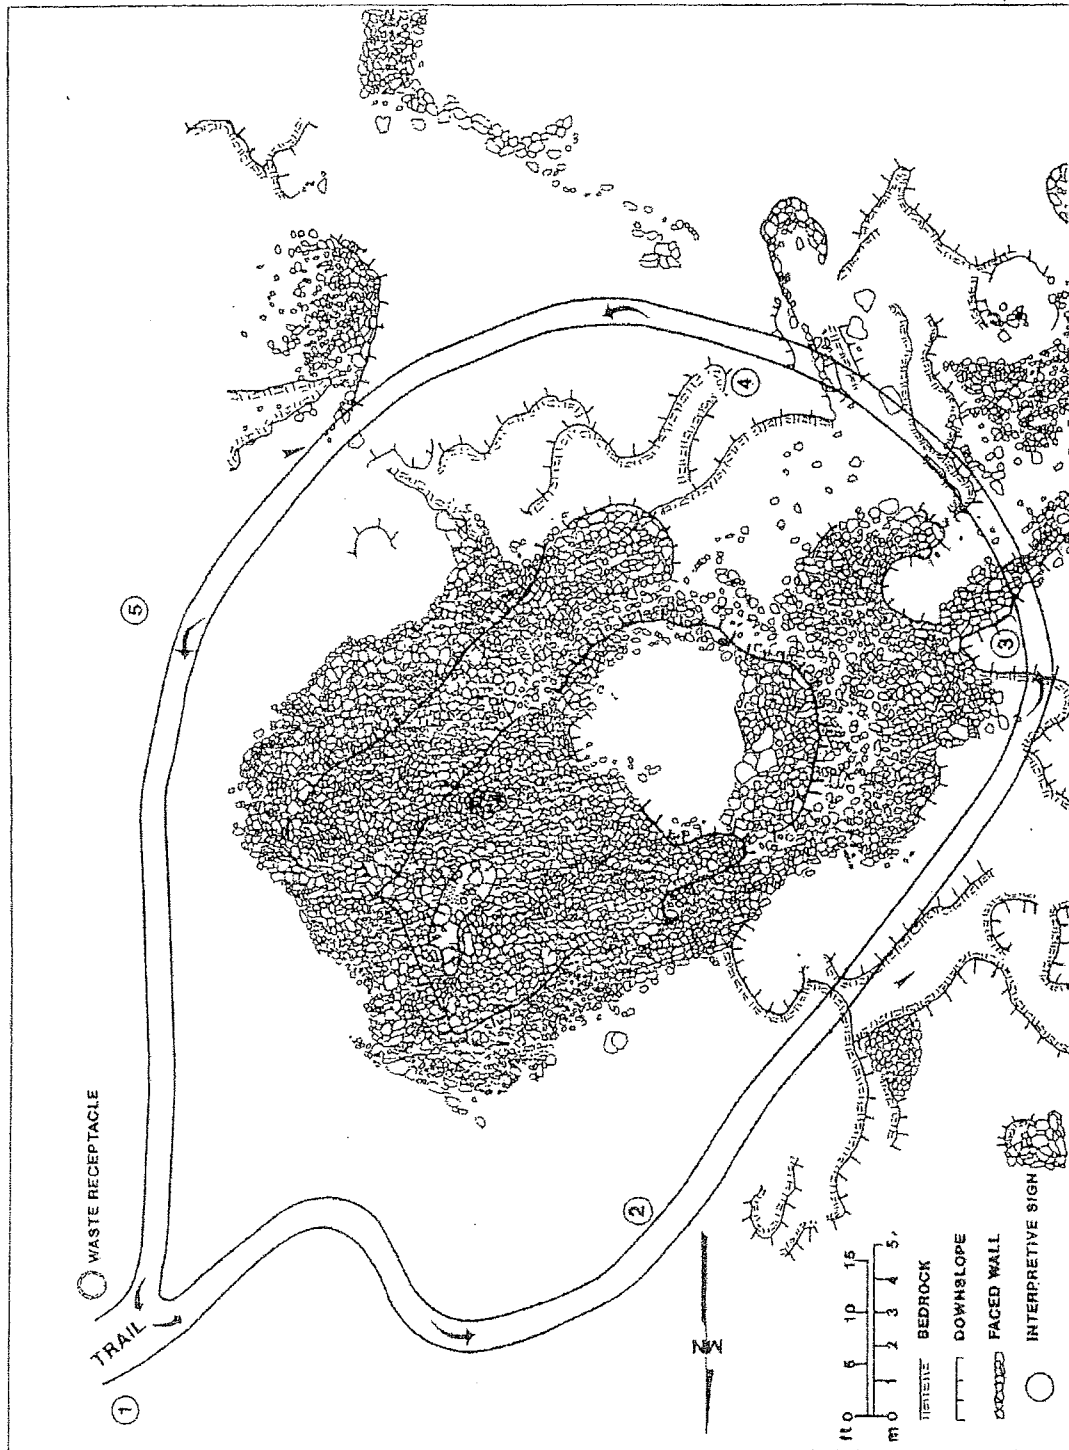 WASTE RECEPTACLE
TRAIL
1
2
3
4
5
MN
ft 0 5 10 15
m 0 1 2 3 4 5
BEDROCK
DOWNSLOPE
FACED WALL
INTERPRETIVE SIGN